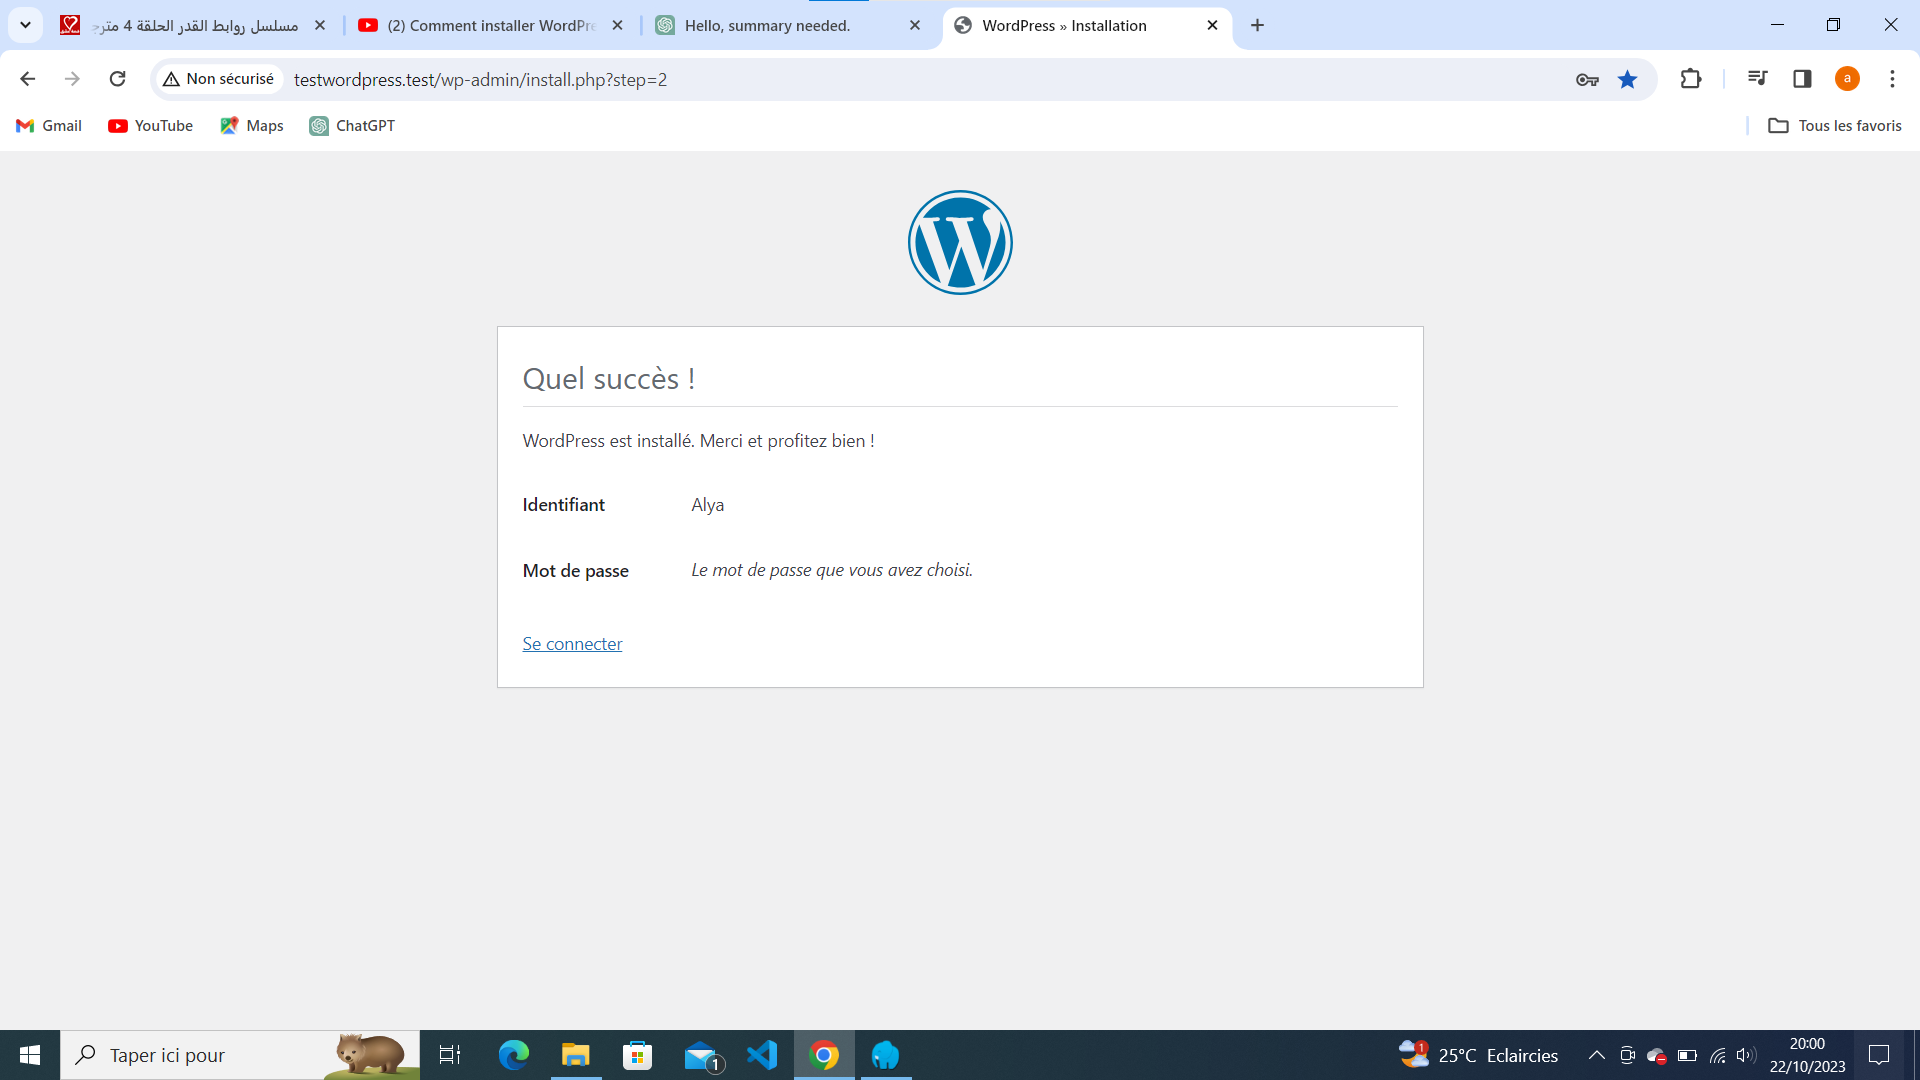 مسلسل روابط القدر الحلقة 4 مترج
(2) Comment installer WordPre
Hello, summary needed.
WordPress » Installation
Non sécurisé
testwordpress.test/wp-admin/install.php?step=2
a
Gmail
YouTube
Maps
ChatGPT
Tous les favoris
Quel succès !
WordPress est installé. Merci et profitez bien !
Identifiant
Alya
Mot de passe
Le mot de passe que vous avez choisi.
Se connecter
Taper ici pour
1
1
25°C Eclaircies
20:00
22/10/2023